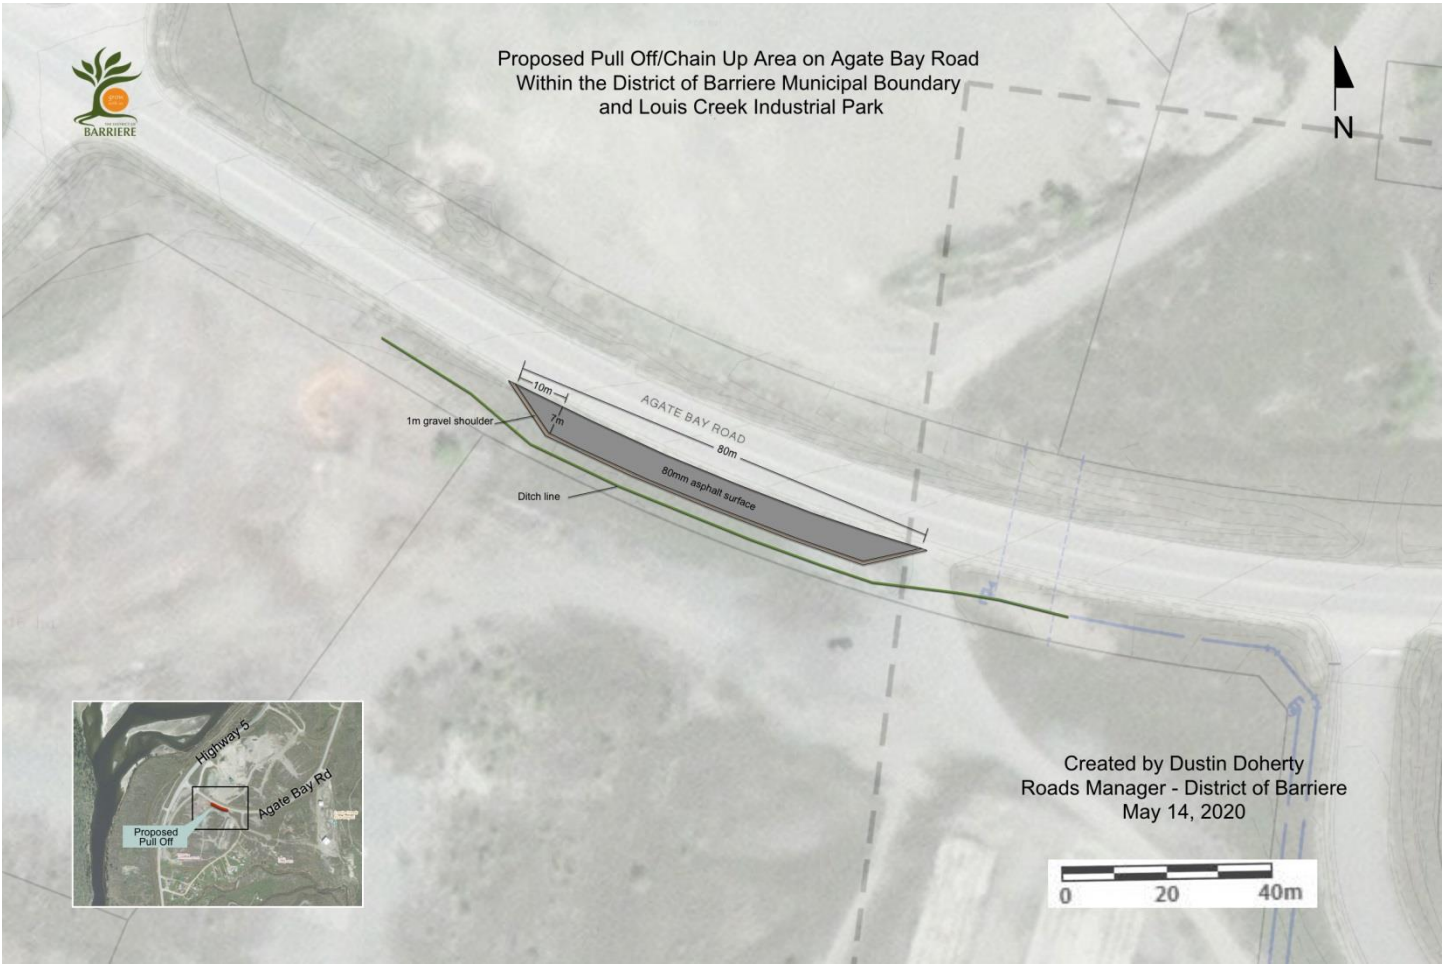 Proposed Pull Off/Chain Up Area on Agate Bay Road
Within the District of Barriere Municipal Boundary
and Louis Creek Industrial Park
THE DISTRICT OF
BARRIERE
N
10m
7m
1m gravel shoulder
AGATE BAY ROAD
80m
80mm asphalt surface
Ditch line
Highway 5
Agate Bay Rd
Proposed
Pull Off
Created by Dustin Doherty
Roads Manager - District of Barriere
May 14, 2020
0 20 40m